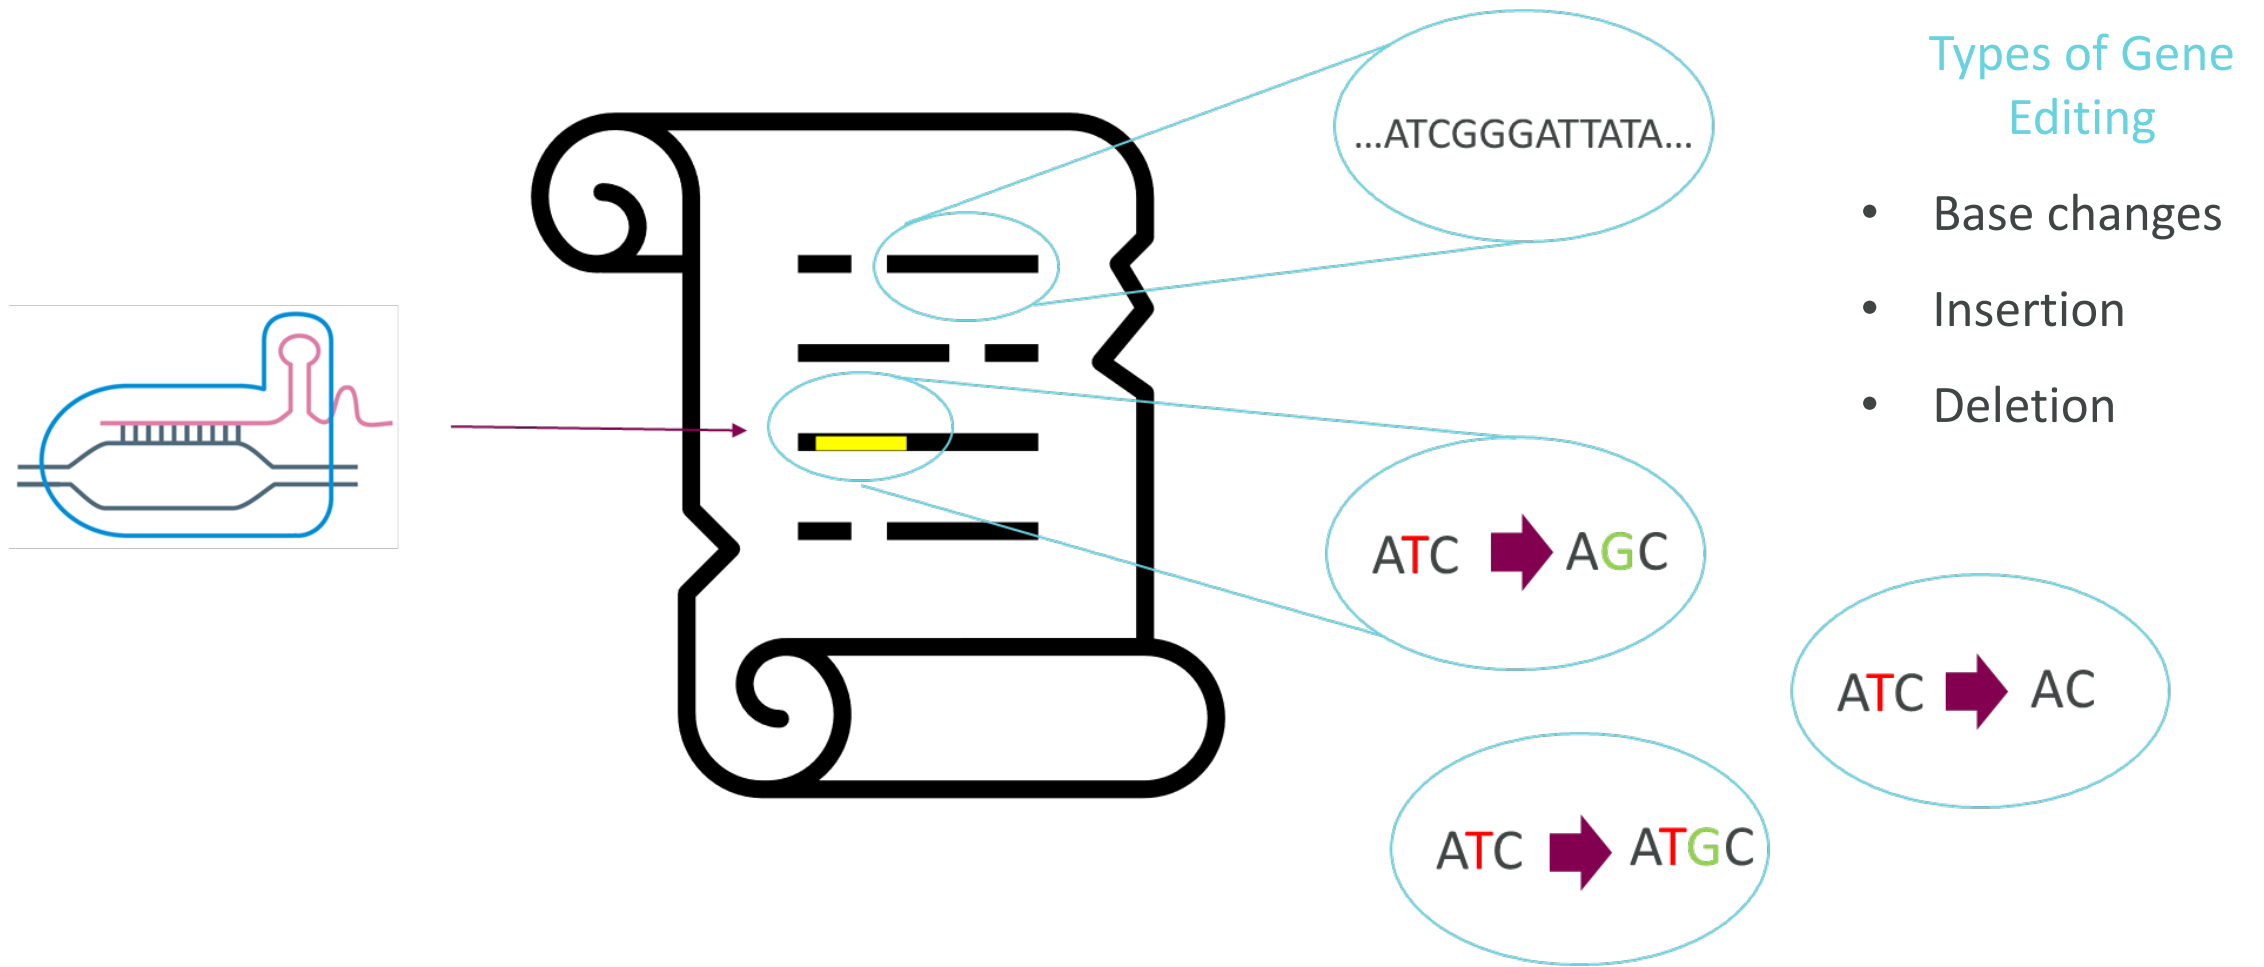 Types of Gene
Editing
• Base changes
• Insertion
• Deletion
...ATCGGGATTATA...
ATC AGC
ATC AC
ATC ATGC